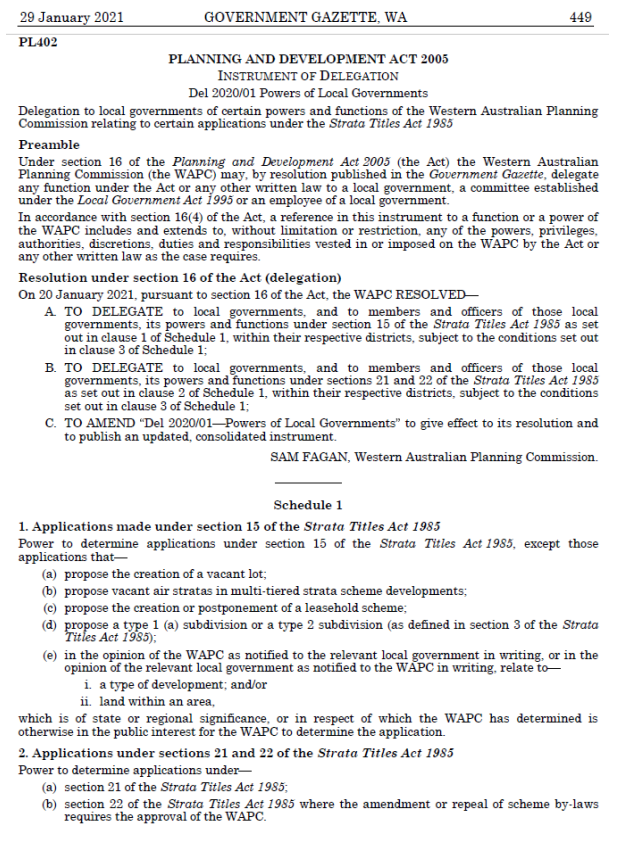 29 January 2021 GOVERNMENT GAZETTE, WA 449
PL402
PLANNING AND DEVELOPMENT ACT 2005
INSTRUMENT OF DELEGATION
Del 2020/01 Powers of Local Governments
Delegation to local governments of certain powers and functions of the Western Australian Planning
Commission relating to certain applications under the Strata Titles Act 1985
Preamble
Under section 16 of the Planning and Development Act 2005 (the Act) the Western Australian
Planning Commission (the WAPC) may, by resolution published in the Government Gazette, delegate
any function under the Act or any other written law to a local government, a committee established
under the Local Government Act 1995 or an employee of a local government.
In accordance with section 16(4) of the Act, a reference in this instrument to a function or a power of
the WAPC includes and extends to, without limitation or restriction, any of the powers, privileges,
authorities, discretions, duties and responsibilities vested in or imposed on the WAPC by the Act or
any other written law as the case requires.
Resolution under section 16 of the Act (delegation)
On 20 January 2021, pursuant to section 16 of the Act, the WAPC RESOLVED—
A. TO DELEGATE to local governments, and to members and officers of those local
governments, its powers and functions under section 15 of the Strata Titles Act 1985 as set
out in clause 1 of Schedule 1, within their respective districts, subject to the conditions set out
in clause 3 of Schedule 1;
B. TO DELEGATE to local governments, and to members and officers of those local
governments, its powers and functions under sections 21 and 22 of the Strata Titles Act 1985
as set out in clause 2 of Schedule 1, within their respective districts, subject to the conditions
set out in clause 3 of Schedule 1;
C. TO AMEND “Del 2020/01—Powers of Local Governments” to give effect to its resolution and
to publish an updated, consolidated instrument.
SAM FAGAN, Western Australian Planning Commission.
Schedule 1
1. Applications made under section 15 of the Strata Titles Act 1985
Power to determine applications under section 15 of the Strata Titles Act 1985, except those
applications that—
(a) propose the creation of a vacant lot;
(b) propose vacant air stratas in multi-tiered strata scheme developments;
(c) propose the creation or postponement of a leasehold scheme;
(d) propose a type 1 (a) subdivision or a type 2 subdivision (as defined in section 3 of the Strata
Titles Act 1985);
(e) in the opinion of the WAPC as notified to the relevant local government in writing, or in the
opinion of the relevant local government as notified to the WAPC in writing, relate to—
i. a type of development; and/or
ii. land within an area,
which is of state or regional significance, or in respect of which the WAPC has determined is
otherwise in the public interest for the WAPC to determine the application.
2. Applications under sections 21 and 22 of the Strata Titles Act 1985
Power to determine applications under—
(a) section 21 of the Strata Titles Act 1985;
(b) section 22 of the Strata Titles Act 1985 where the amendment or repeal of scheme by-laws
requires the approval of the WAPC.